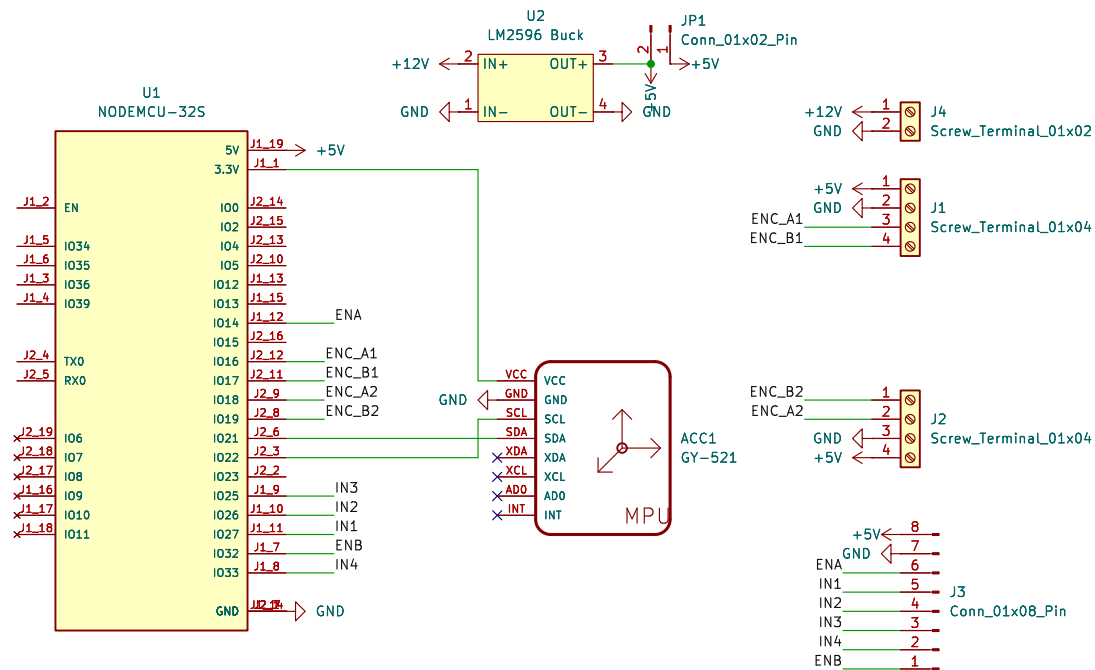 U2
LM2596 Buck
+12V
2
IN+
OUT+
3
GND
1
IN-
OUT-
4
GND
+5V
2
1
+5V
JP1
Conn_01x02_Pin
U1
NODEMCU-32S
5V
J1_19
+5V
3.3V
J1_1
J1_2
EN
IO0
J2_14
IO2
J2_15
J1_5
IO34
IO4
J2_13
J1_6
IO35
IO5
J2_10
J1_3
IO36
IO12
J1_13
J1_4
IO39
IO13
J1_15
IO14
J1_12
ENA
IO15
J2_16
J2_4
TX0
IO16
J2_12
ENC_A1
J2_5
RX0
IO17
J2_11
ENC_B1
IO18
J2_9
ENC_A2
IO19
J2_8
ENC_B2
J2_19
IO6
IO21
J2_6
J2_18
IO7
IO22
J2_3
J2_17
IO8
IO23
J2_2
J1_16
IO9
IO25
J1_9
IN3
J1_17
IO10
IO26
J1_10
IN2
J1_18
IO11
IO27
J1_11
IN1
IO32
J1_7
ENB
IO33
J1_8
IN4
GND
GND
VCC
VCC
GND
GND
GND
SCL
SCL
SDA
SDA
XDA
XDA
XCL
XCL
AD0
AD0
INT
INT
MPU
ACC1
GY-521
+12V
1
GND
2
J4
Screw_Terminal_01x02
+5V
1
GND
2
ENC_A1
3
ENC_B1
4
J1
Screw_Terminal_01x04
ENC_B2
1
ENC_A2
2
GND
3
+5V
4
J2
Screw_Terminal_01x04
+5V
8
GND
7
ENA
6
IN1
5
IN2
4
IN3
3
IN4
2
ENB
1
J3
Conn_01x08_Pin